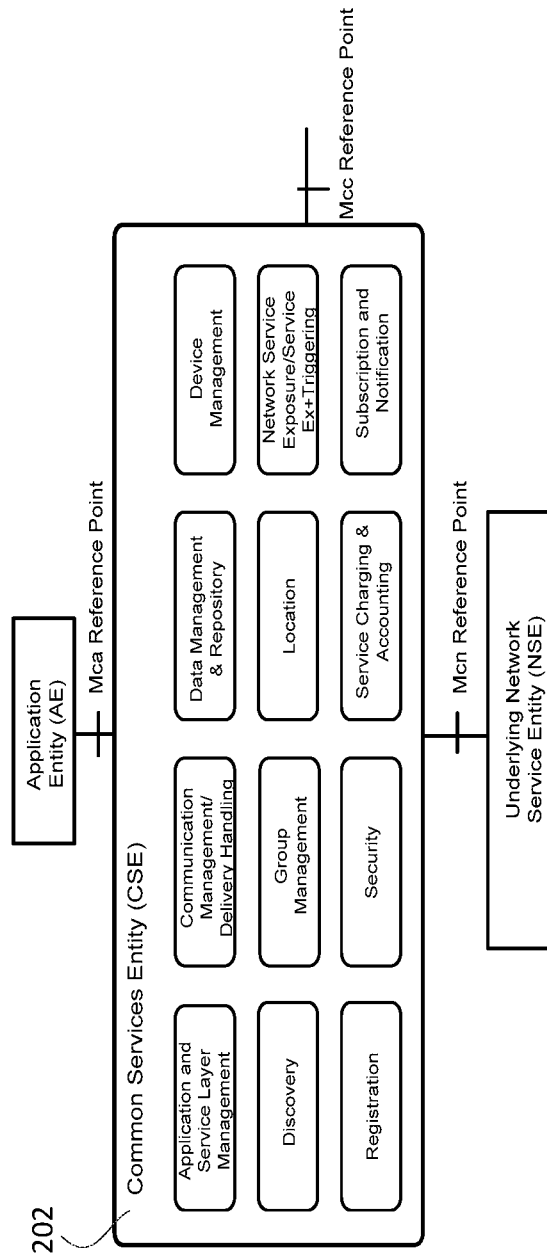 202
Application
Entity (AE)
Mca Reference Point
Common Services Entity (CSE)
Application and
Service Layer
Management
Communication
Management/
Delivery Handling
Data Management
& Repository
Device
Management
Discovery
Group
Management
Location
Network Service
Exposure/Service
Ex+Triggering
Registration
Security
Service Charging &
Accounting
Subscription and
Notification
Mcc Reference Point
Mcn Reference Point
Underlying Network
Service Entity (NSE)